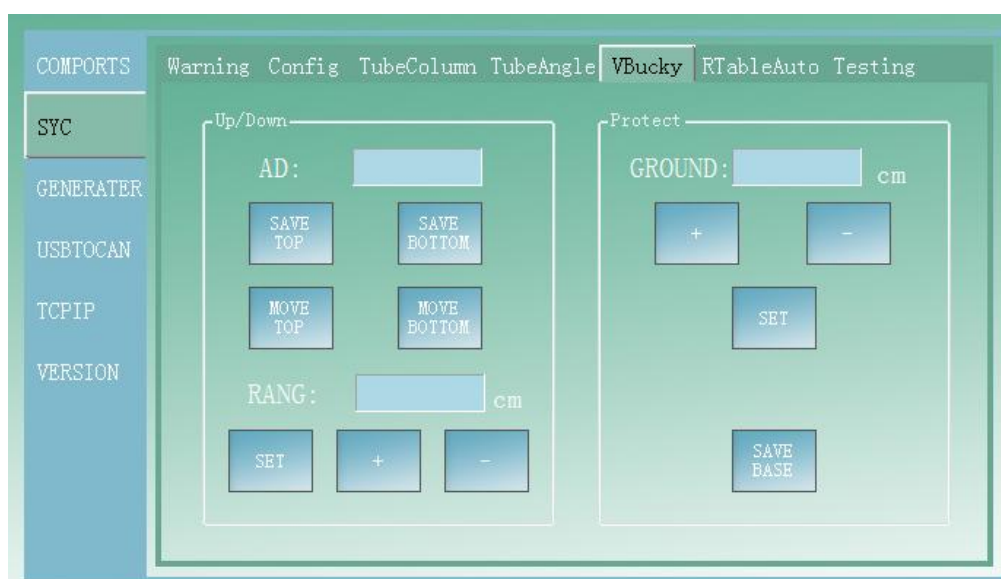 COMPORTS
SYC
GENERATER
USBTOCAN
TCPIP
VERSION
Warning Config TubeColumn TubeAngle VBucky RTableAuto Testing
Up/Down
AD:
SAVE
TOP
SAVE
BOTTOM
MOVE
TOP
MOVE
BOTTOM
RANG: cm
SET + -
Protect
GROUND: cm
+ -
SET
SAVE
BASE